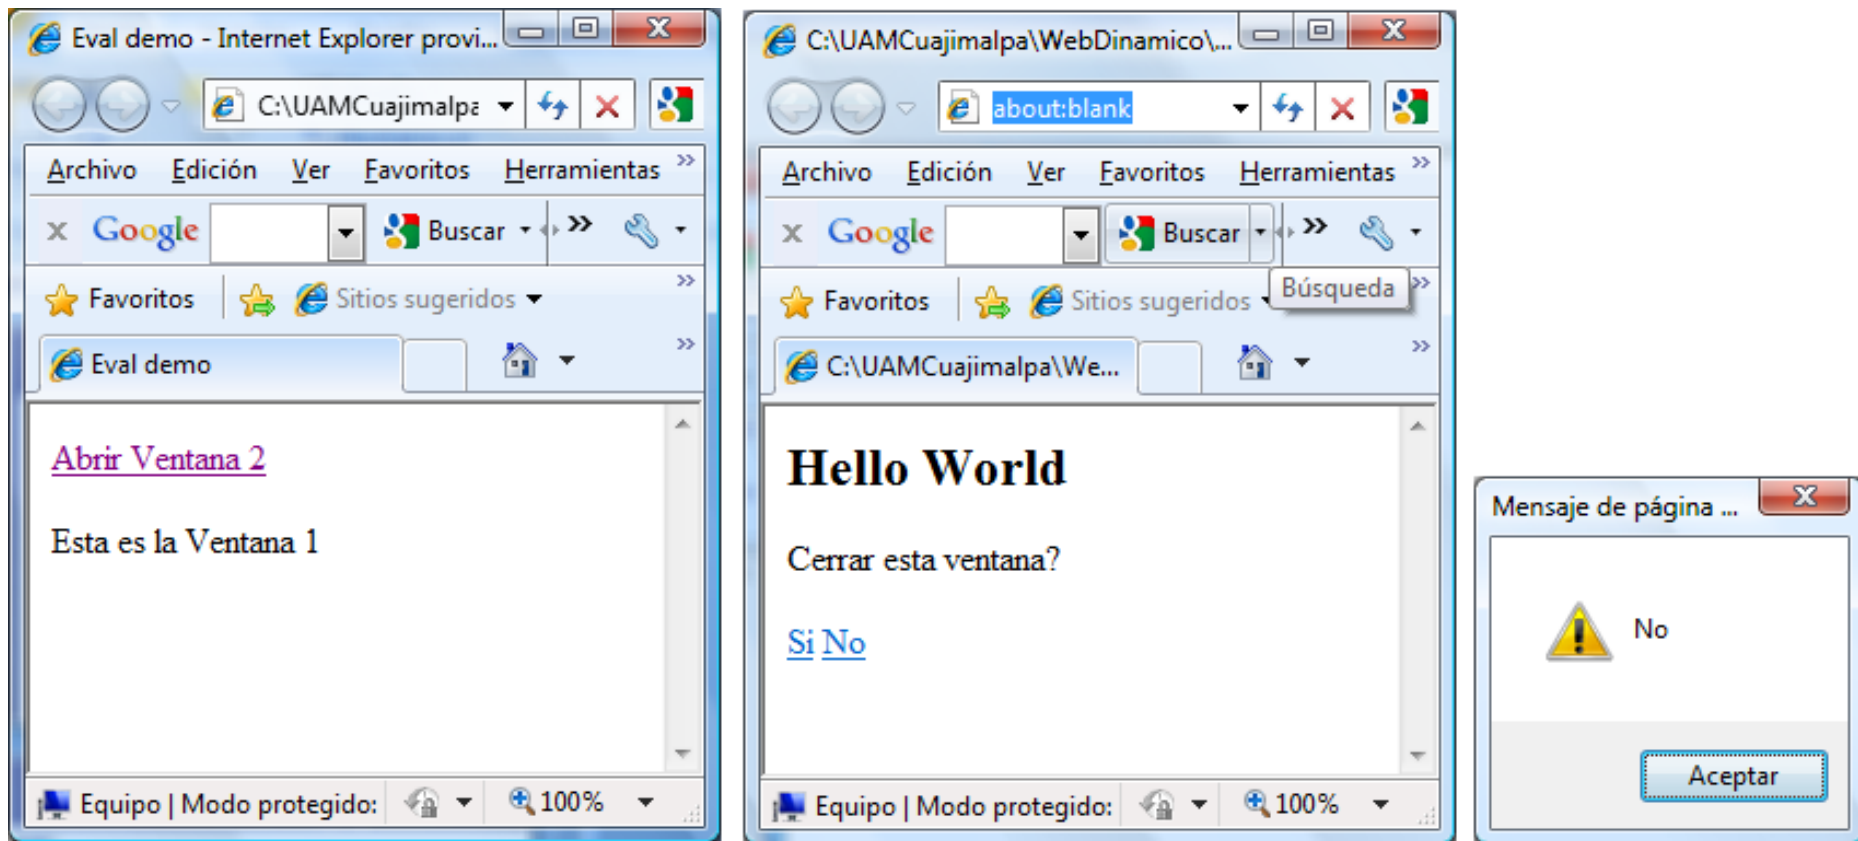 Eval demo - Internet Explorer provi...
C:\UAMCuajimalpa
Archivo Edición Ver Favoritos Herramientas »
x Google Buscar »
Favoritos Sitios sugeridos »
Eval demo »
Abrir Ventana 2
Esta es la Ventana 1
Equipo | Modo protegido: 100%
C:\UAMCuajimalpa\WebDinamico\...
about:blank
Archivo Edición Ver Favoritos Herramientas »
x Google Buscar »
Búsqueda
Favoritos Sitios sugeridos »
C:\UAMCuajimalpa\We... »
Hello World
Cerrar esta ventana?
Si No
Equipo | Modo protegido: 100%
Mensaje de página ...
No
Aceptar